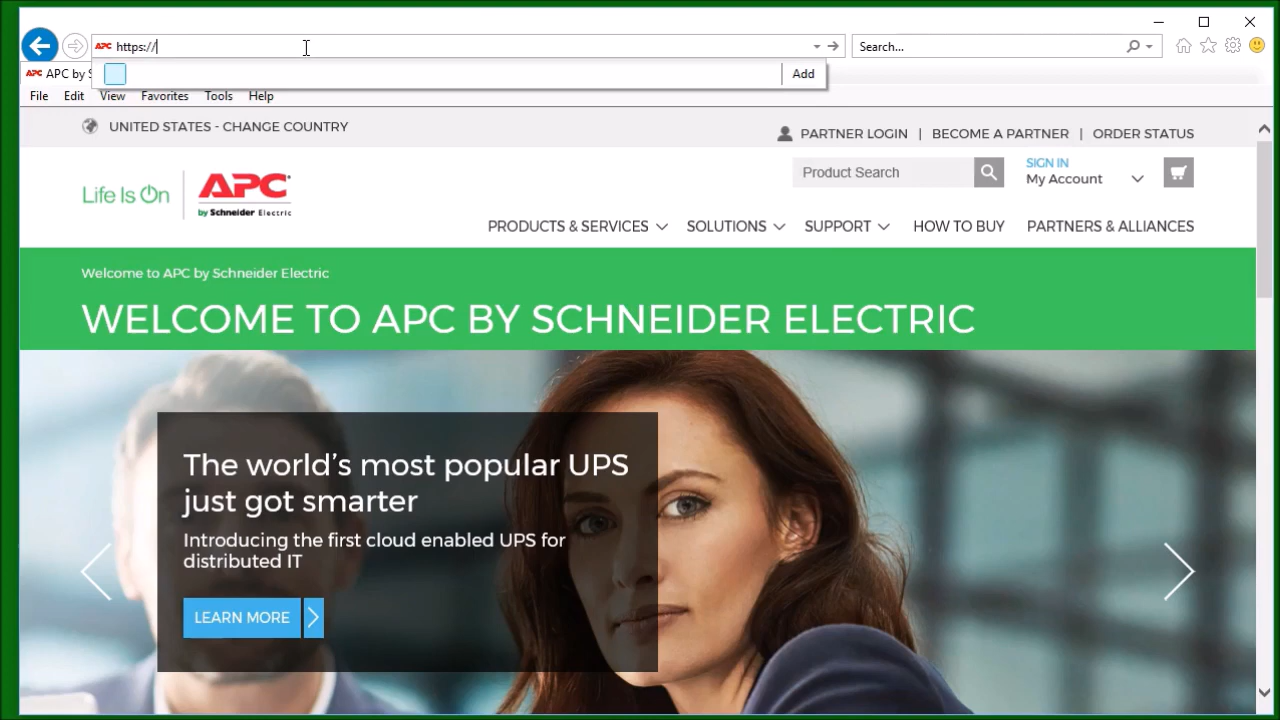 APC https://
Search...
APC APC by S
Add
File Edit View Favorites Tools Help
UNITED STATES - CHANGE COUNTRY
PARTNER LOGIN | BECOME A PARTNER | ORDER STATUS
Life Is On
APC
by Schneider Electric
Product Search
SIGN IN
My Account
PRODUCTS & SERVICES SOLUTIONS SUPPORT HOW TO BUY PARTNERS & ALLIANCES
Welcome to APC by Schneider Electric
WELCOME TO APC BY SCHNEIDER ELECTRIC
The world's most popular UPS
just got smarter
Introducing the first cloud enabled UPS for
distributed IT
LEARN MORE